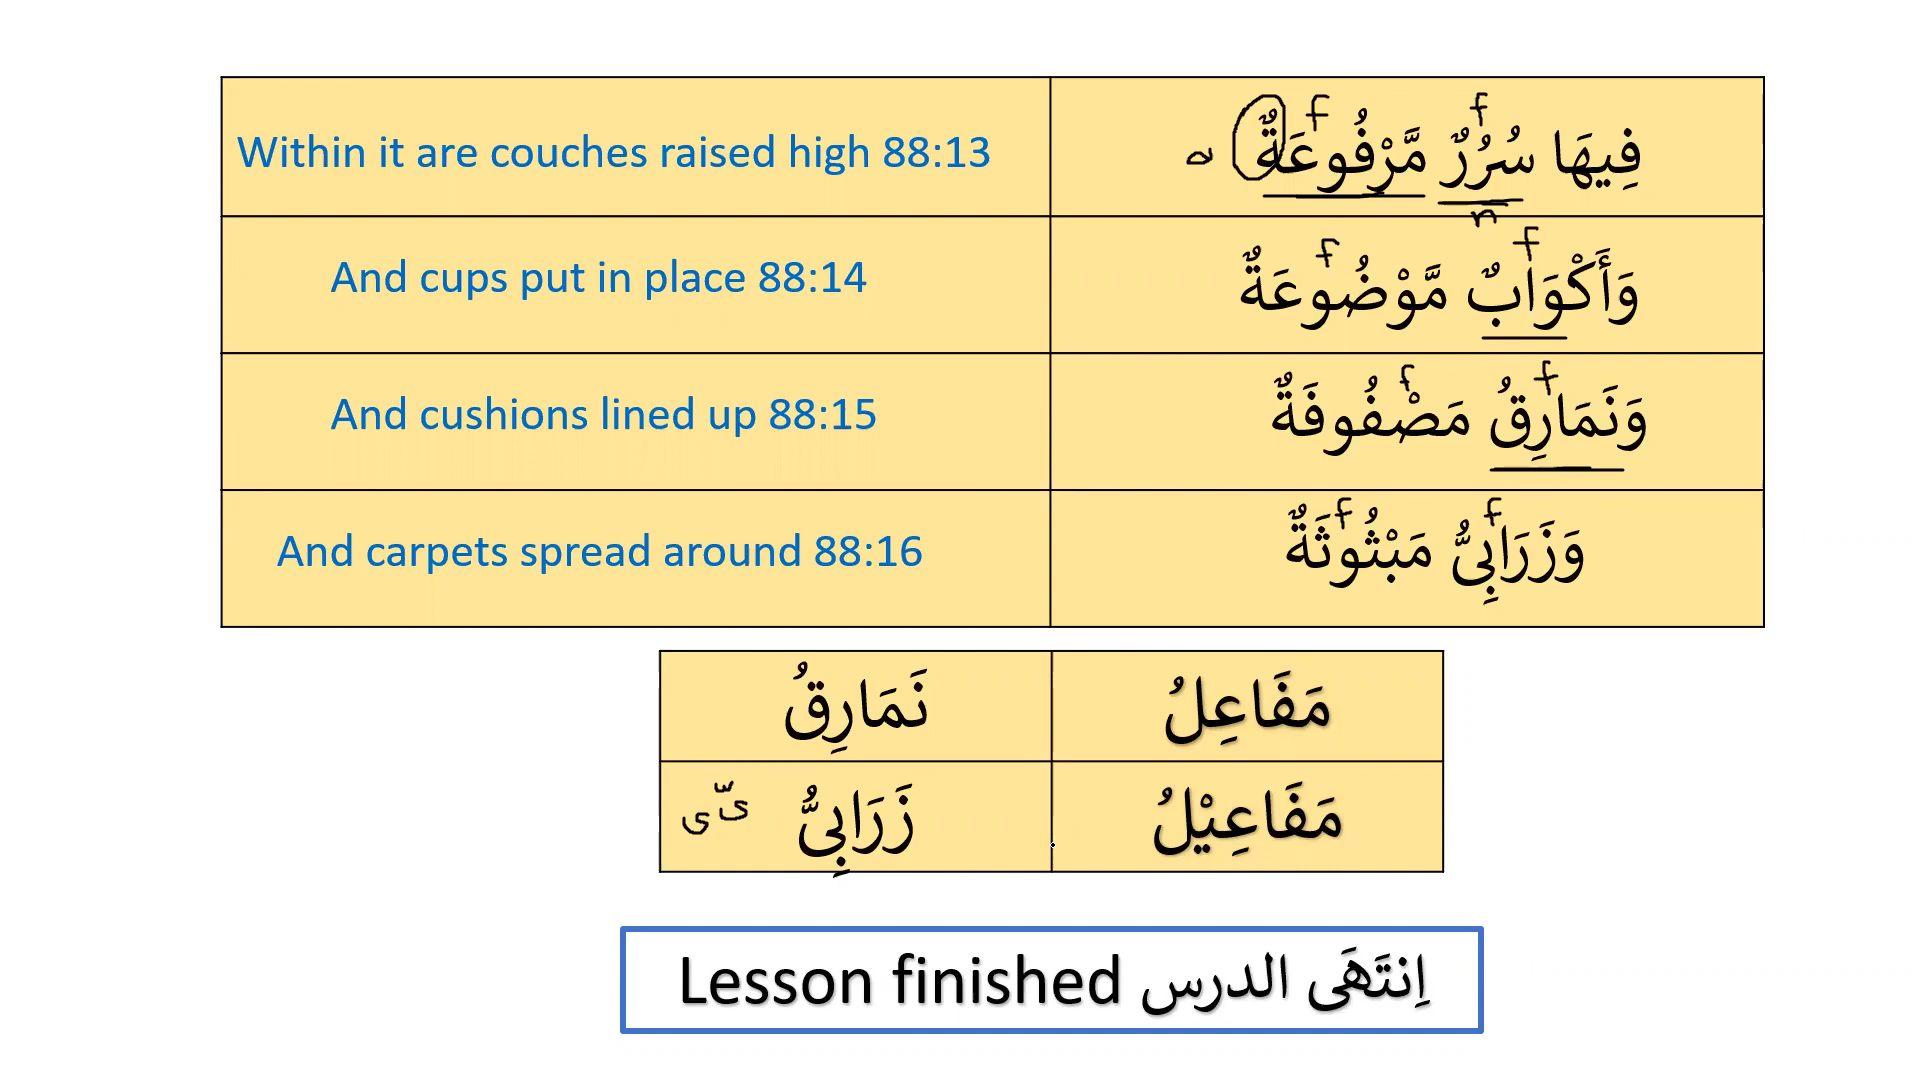 Within it are couches raised high 88:13
فِيهَا سُرُرٌ مَّرْفُوعَةٌ
f f
n
And cups put in place 88:14
وَأَكْوَابٌ مَّوْضُوعَةٌ
f f
And cushions lined up 88:15
وَنَمَارِقُ مَصْفُوفَةٌ
f f
And carpets spread around 88:16
وَزَرَابِىُّ مَبْثُوثَةٌ
f f
نَمَارِقُ مَفَاعِلُ
ىّ ى زَرَابِىُّ مَفَاعِيْلُ
Lesson finished اِنتَهَى الدرس